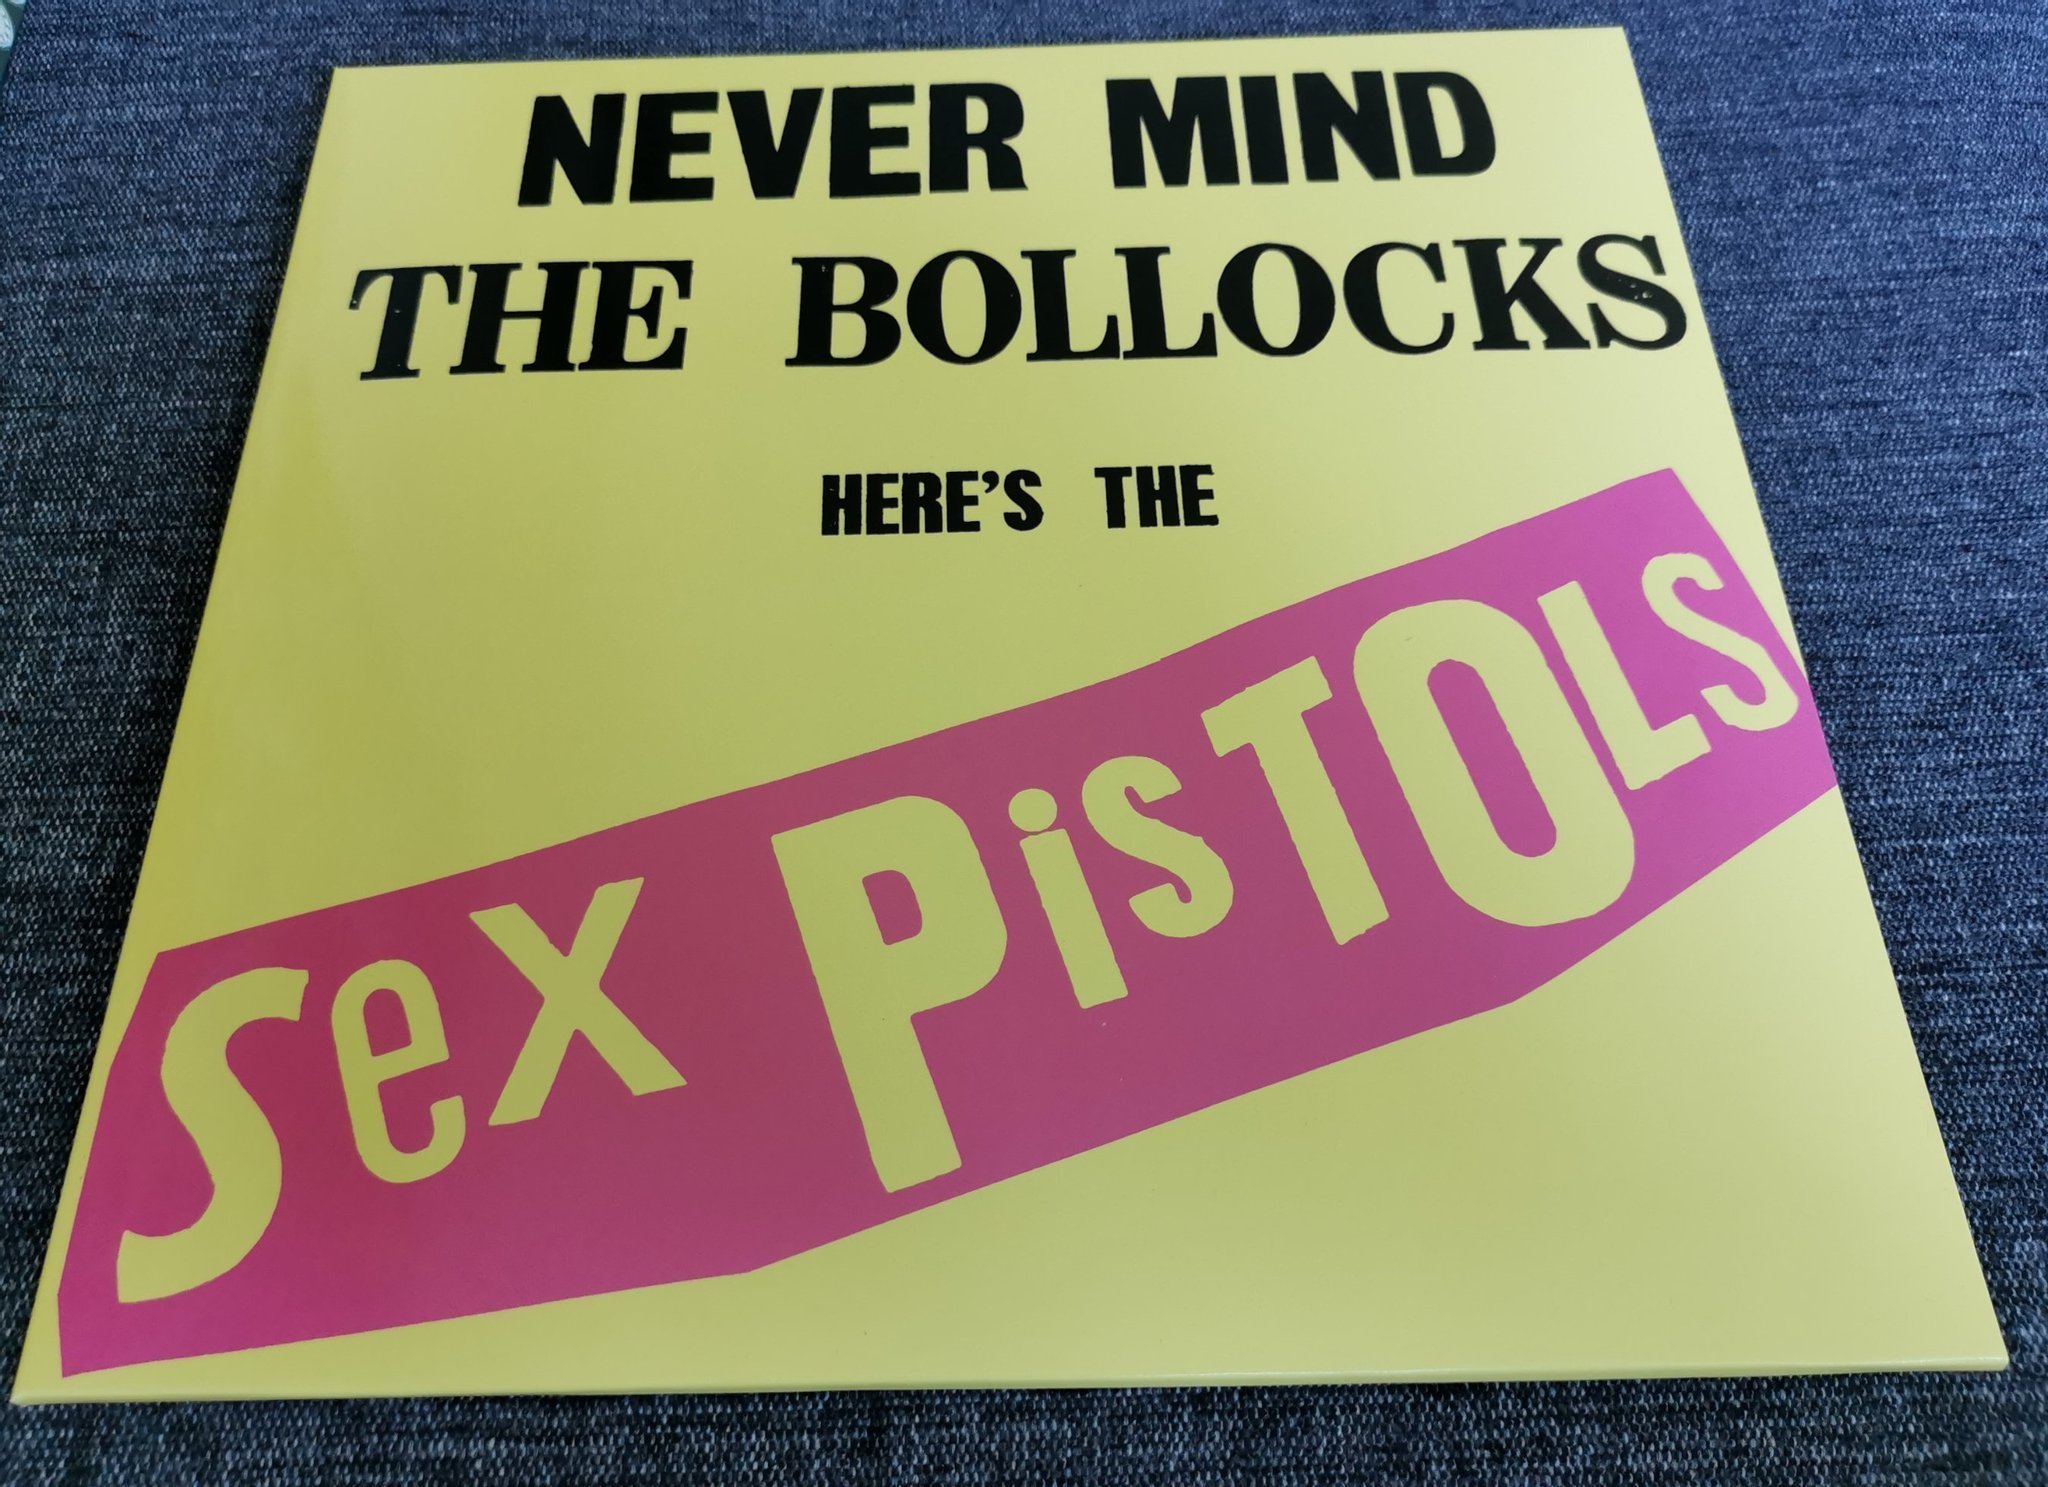 NEVER MIND
THE BOLLOCKS
HERE'S THE
Sex PisTOLS